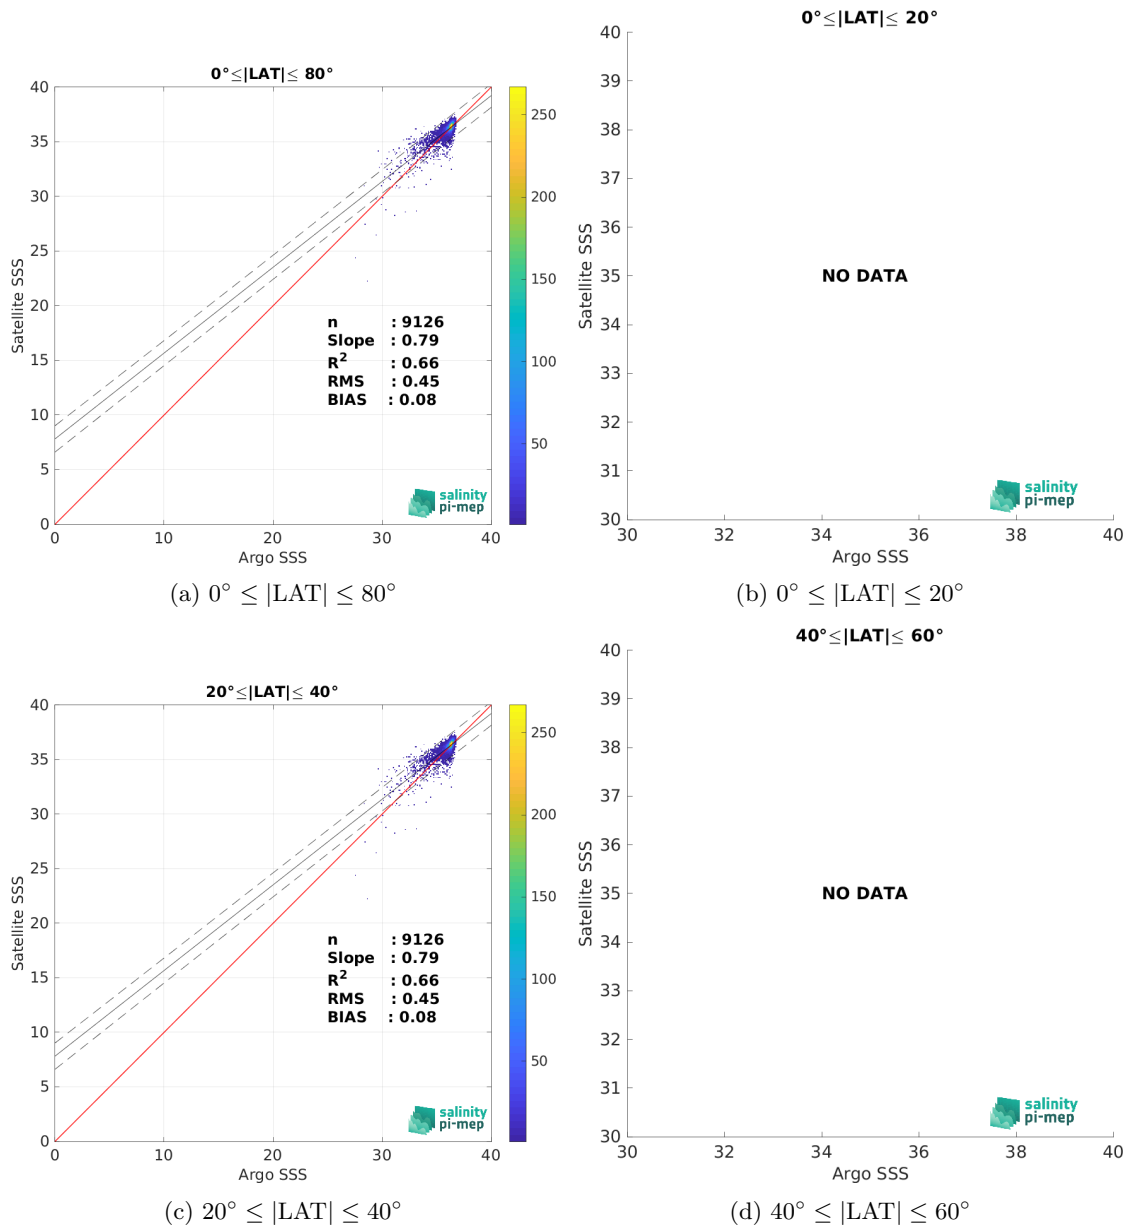 0°≤|LAT|≤ 80°
40
35
30
25
20
15
10
5
0
0
10
20
30
40
Satellite SSS
Argo SSS
250
200
150
100
50
n : 9126
Slope : 0.79
R² : 0.66
RMS : 0.45
BIAS : 0.08
salinity
pi-mep
(a) 0° ≤ |LAT| ≤ 80°
0°≤|LAT|≤ 20°
40
39
38
37
36
35
34
33
32
31
30
30
32
34
36
38
40
Satellite SSS
Argo SSS
NO DATA
salinity
pi-mep
(b) 0° ≤ |LAT| ≤ 20°
20°≤|LAT|≤ 40°
40
35
30
25
20
15
10
5
0
0
10
20
30
40
Satellite SSS
Argo SSS
250
200
150
100
50
n : 9126
Slope : 0.79
R² : 0.66
RMS : 0.45
BIAS : 0.08
salinity
pi-mep
(c) 20° ≤ |LAT| ≤ 40°
40°≤|LAT|≤ 60°
40
39
38
37
36
35
34
33
32
31
30
30
32
34
36
38
40
Satellite SSS
Argo SSS
NO DATA
salinity
pi-mep
(d) 40° ≤ |LAT| ≤ 60°